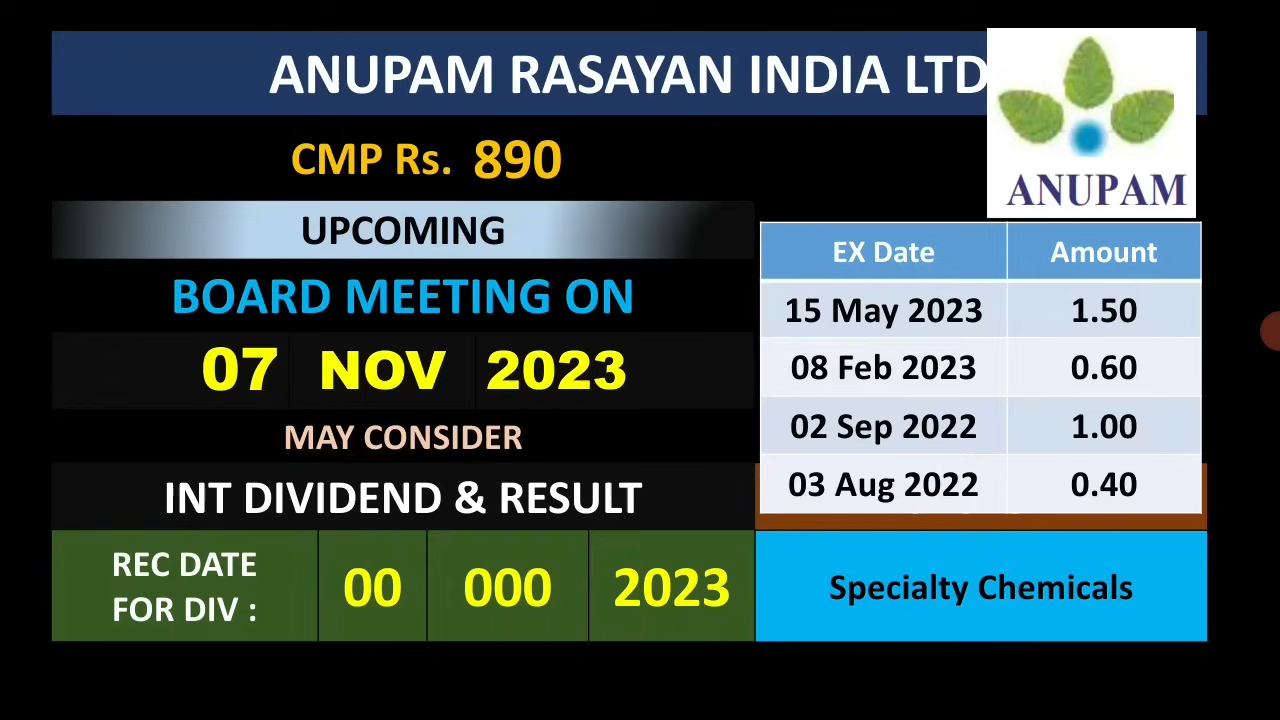 ANUPAM RASAYAN INDIA LTD
ANUPAM
CMP Rs. 890
UPCOMING
BOARD MEETING ON
07 NOV 2023
MAY CONSIDER
INT DIVIDEND & RESULT
REC DATE
FOR DIV :
00 000 2023
EX Date Amount
15 May 2023 1.50
08 Feb 2023 0.60
02 Sep 2022 1.00
03 Aug 2022 0.40
Specialty Chemicals